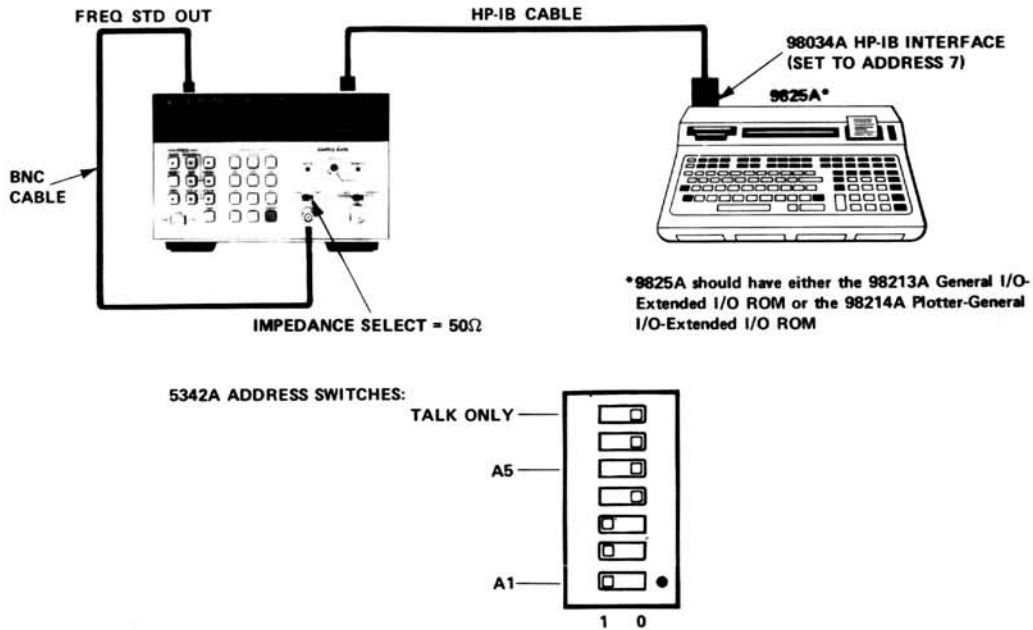 FREQ STD OUT
HP-IB CABLE
98034A HP-IB INTERFACE
(SET TO ADDRESS 7)
9825A*
BNC
CABLE
SAMPLE RATE
*9825A should have either the 98213A General I/O-
Extended I/O ROM or the 98214A Plotter-General
I/O-Extended I/O ROM
IMPEDANCE SELECT = 50Ω
5342A ADDRESS SWITCHES:
TALK ONLY
A5
A1
1 0